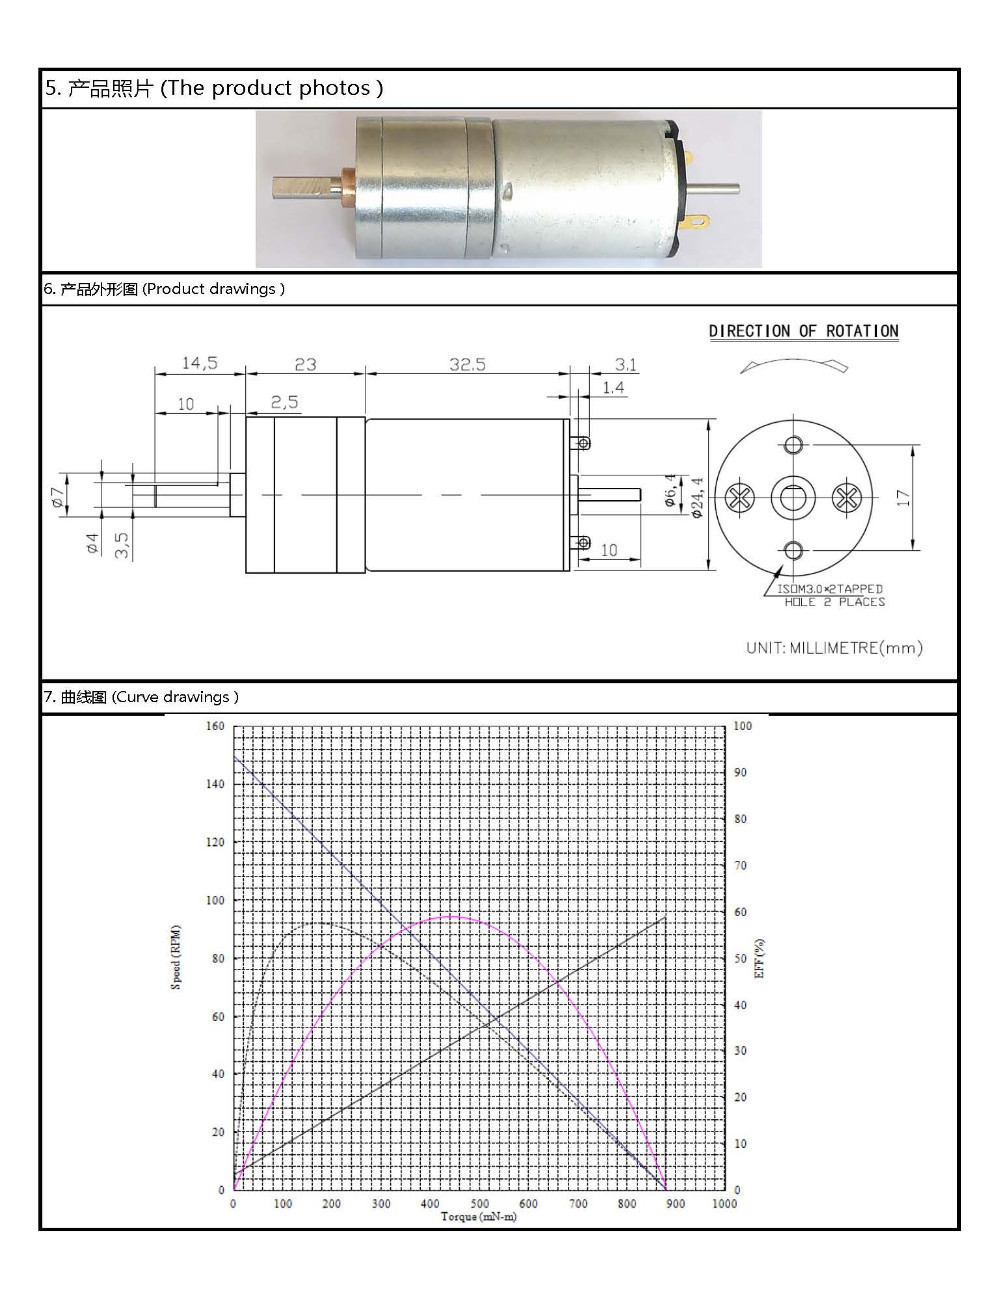 5. 产品照片 (The product photos )
6. 产品外形图 (Product drawings )
DIRECTION OF ROTATION
14,5
23
32.5
3.1
1.4
10
2,5
ø7
ø4
3,5
ø6,4
ø24,4
10
17
ISOM3.0×2TAPPED
HOLE 2 PLACES
UNIT: MILLIMETRE(mm)
7. 曲线图 (Curve drawings )
160
140
120
100
80
60
40
20
0
Speed (RPM)
100
90
80
70
60
50
40
30
20
10
0
EFF (%)
0 100 200 300 400 500 600 700 800 900 1000
Torque (mN-m)